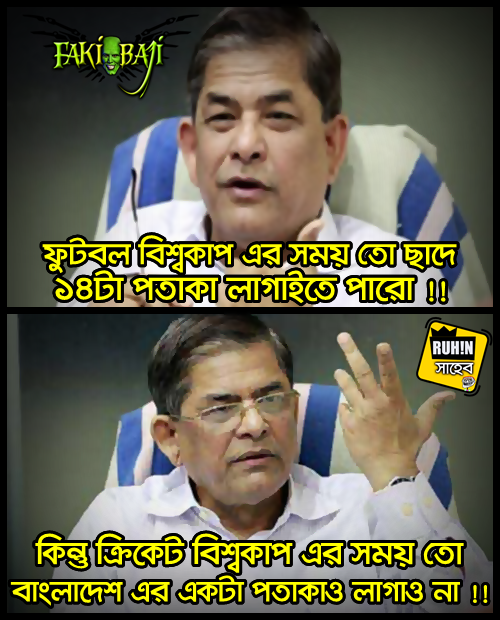 FAKiBAJi
ফুটবল বিশ্বকাপ এর সময় তো ছাদে
১৪টা পতাকা লাগাইতে পারো !!
RUH!N
সাহেব
কিন্তু ক্রিকেট বিশ্বকাপ এর সময় তো
বাংলাদেশ এর একটা পতাকাও লাগাও না !!